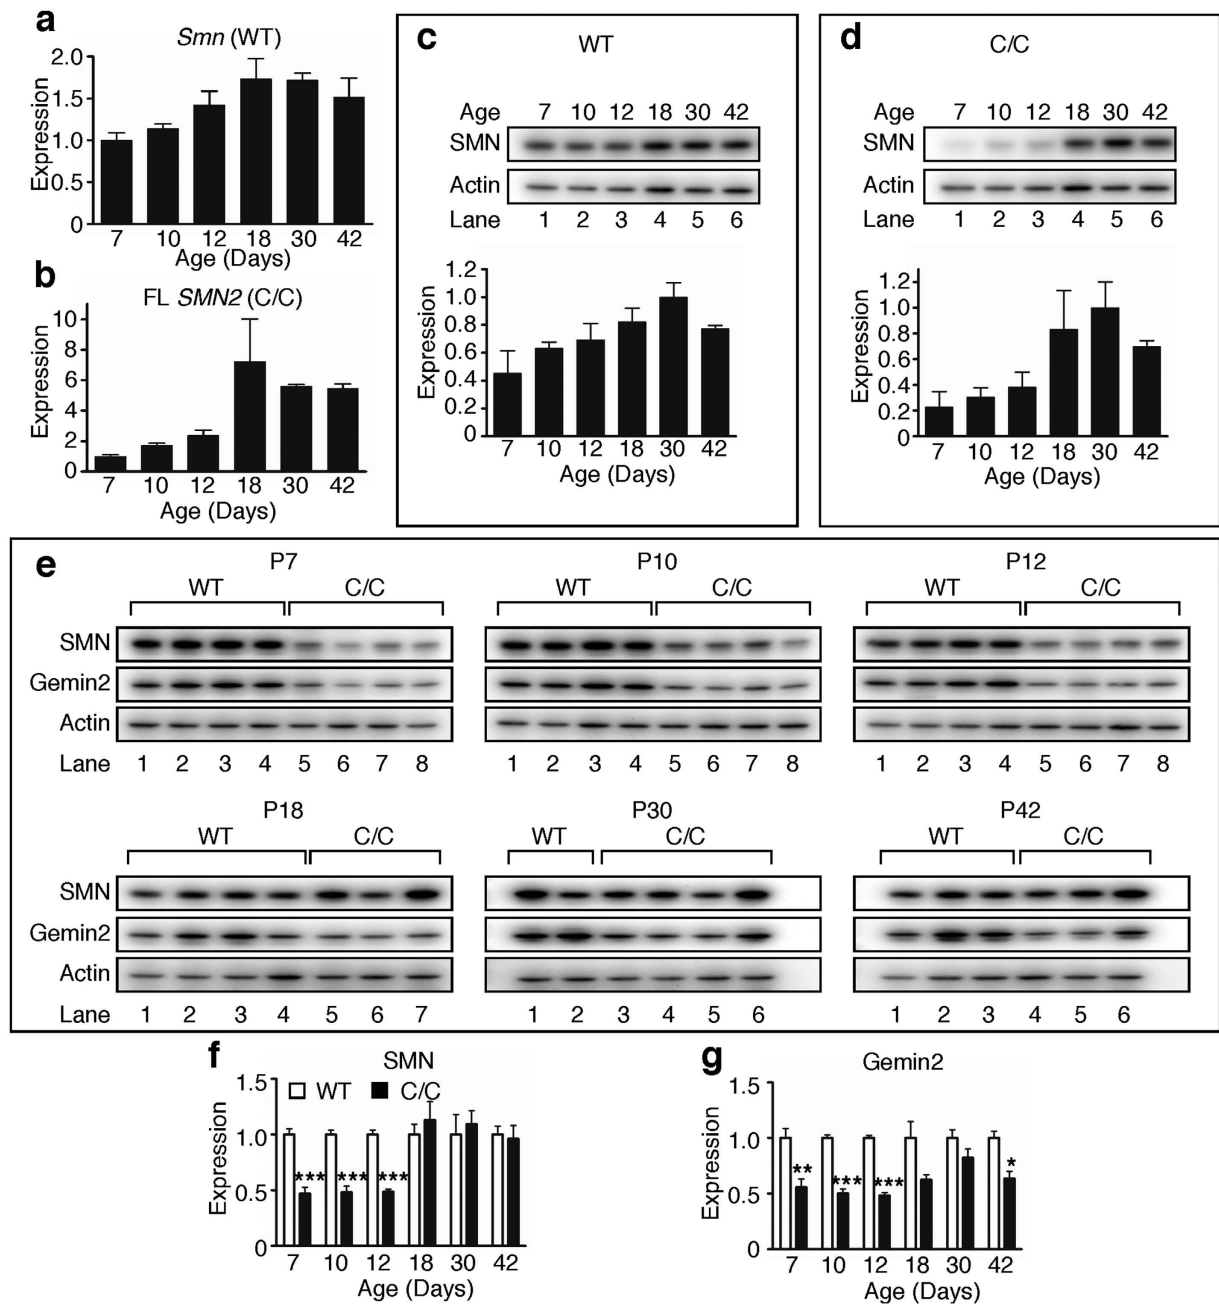 a
Smn (WT)
Expression
2.0
1.5
1.0
0.5
0
7 10 12 18 30 42
Age (Days)
b
FL SMN2 (C/C)
Expression
10
8
6
4
2
0
7 10 12 18 30 42
Age (Days)
c
WT
Age 7 10 12 18 30 42
SMN
Actin
Lane 1 2 3 4 5 6
Expression
1.2
1.0
0.8
0.6
0.4
0.2
0
7 10 12 18 30 42
Age (Days)
d
C/C
Age 7 10 12 18 30 42
SMN
Actin
Lane 1 2 3 4 5 6
Expression
1.2
1.0
0.8
0.6
0.4
0.2
0
7 10 12 18 30 42
Age (Days)
e
P7 P10 P12
WT C/C WT C/C WT C/C
SMN
Gemin2
Actin
Lane 1 2 3 4 5 6 7 8 1 2 3 4 5 6 7 8 1 2 3 4 5 6 7 8
P18 P30 P42
WT C/C WT C/C WT C/C
SMN
Gemin2
Actin
Lane 1 2 3 4 5 6 7 1 2 3 4 5 6 1 2 3 4 5 6
f
SMN
WT C/C
Expression
1.5
1.0
0.5
0
*** *** ***
7 10 12 18 30 42
Age (Days)
g
Gemin2
Expression
1.5
1.0
0.5
0
** *** *** *
7 10 12 18 30 42
Age (Days)